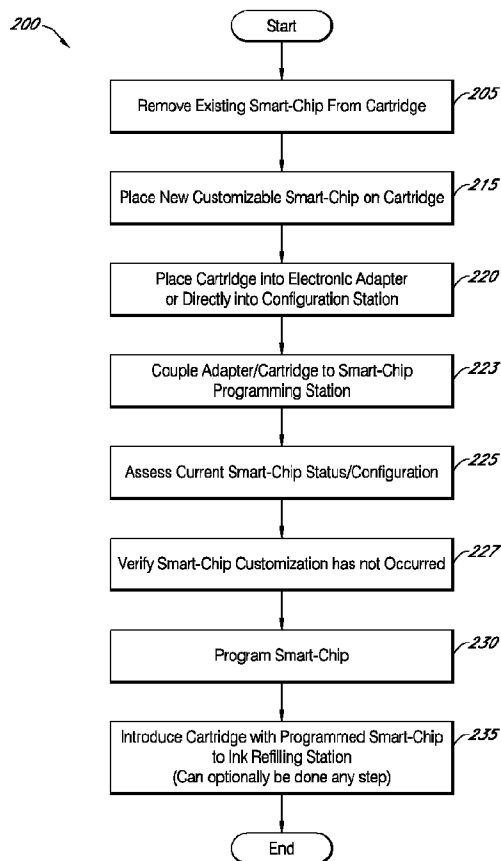 200
Start
Remove Existing Smart-Chip From Cartridge
205
Place New Customizable Smart-Chip on Cartridge
215
Place Cartridge into Electronic Adapter
or Directly into Configuration Station
220
Couple Adapter/Cartridge to Smart-Chip
Programming Station
223
Assess Current Smart-Chip Status/Configuration
225
Verify Smart-Chip Customization has not Occurred
227
Program Smart-Chip
230
Introduce Cartridge with Programmed Smart-Chip
to Ink Refilling Station
(Can optionally be done any step)
235
End